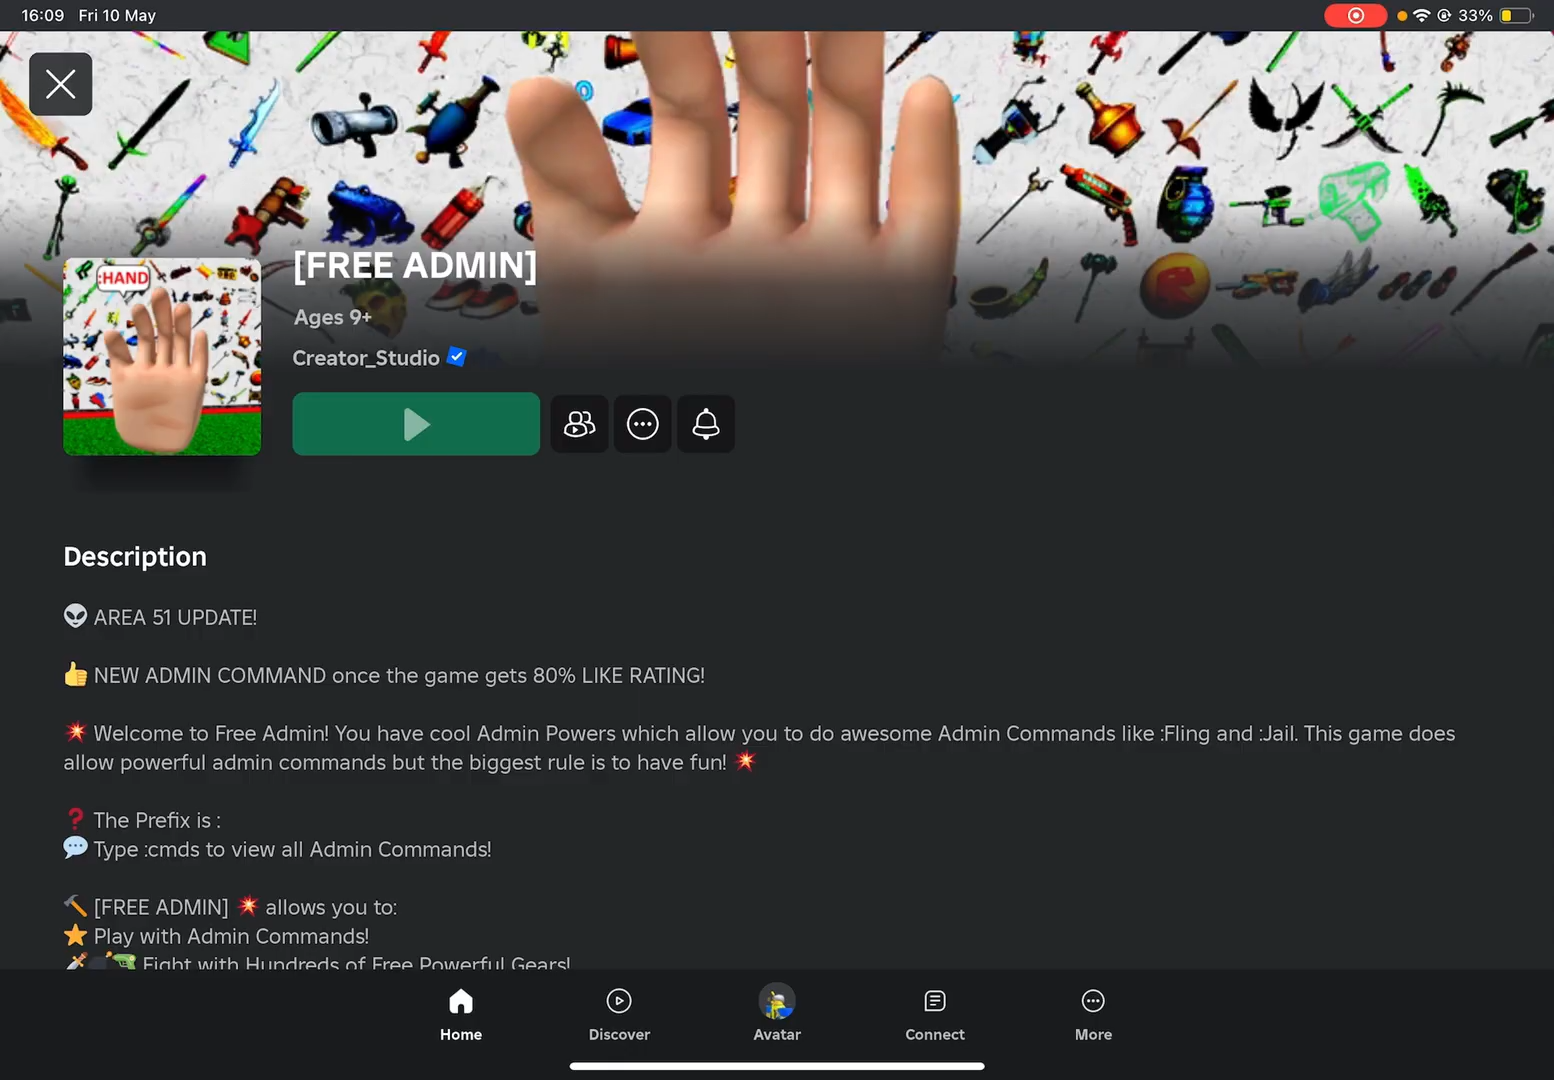 16:09 Fri 10 May
33%
:HAND
[FREE ADMIN]
Ages 9+
Creator_Studio
Description
👽 AREA 51 UPDATE!
👍 NEW ADMIN COMMAND once the game gets 80% LIKE RATING!
💥 Welcome to Free Admin! You have cool Admin Powers which allow you to do awesome Admin Commands like :Fling and :Jail. This game does
allow powerful admin commands but the biggest rule is to have fun! 💥
❓ The Prefix is :
💬 Type :cmds to view all Admin Commands!
🔨 [FREE ADMIN] 💥 allows you to:
⭐ Play with Admin Commands!
🗡️💣🔫 Fight with Hundreds of Free Powerful Gears!
Home Discover Avatar Connect More